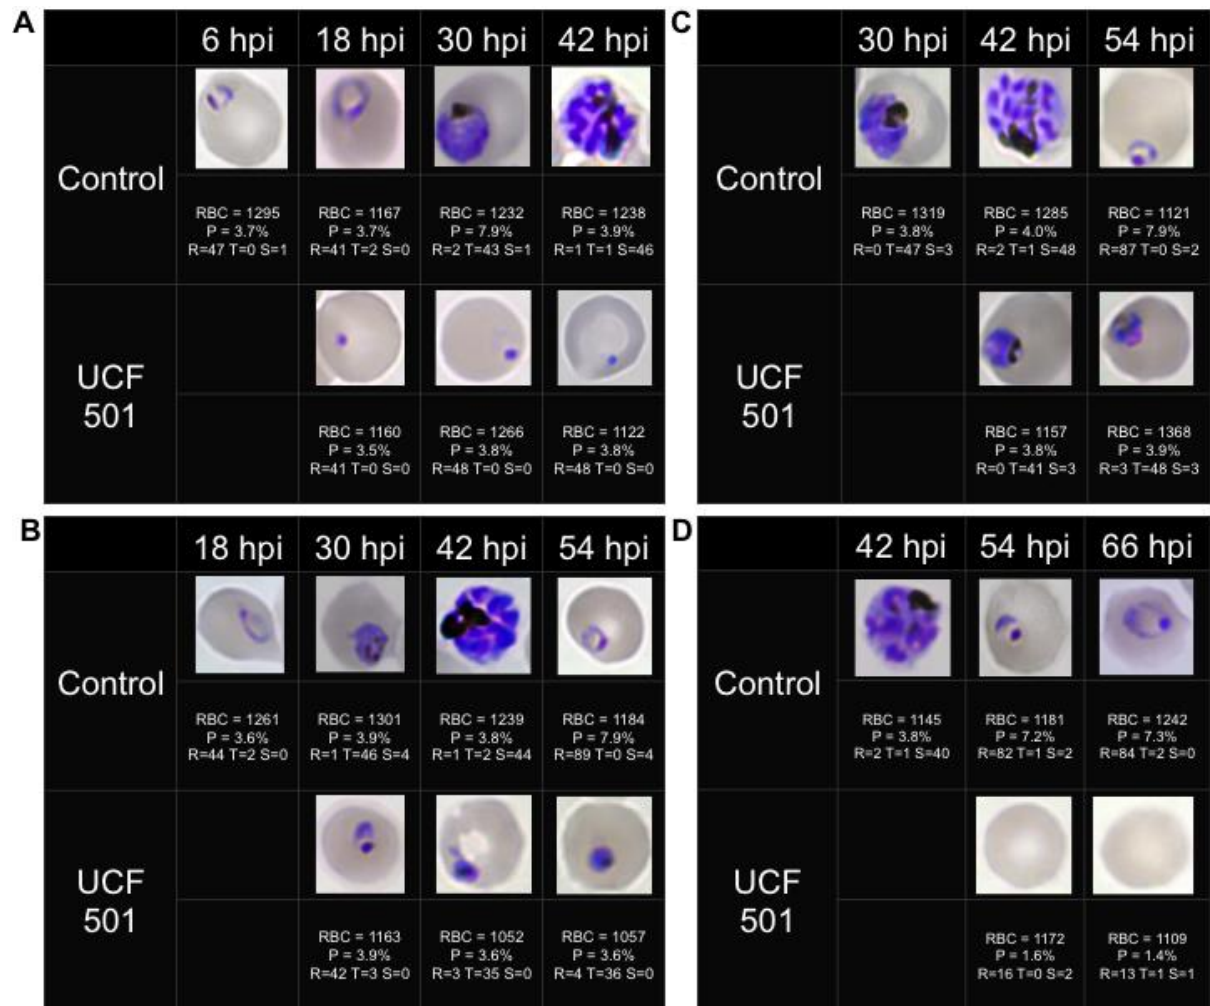 A
6 hpi 18 hpi 30 hpi 42 hpi
Control
RBC = 1295
P = 3.7%
R=47 T=0 S=1
RBC = 1167
P = 3.7%
R=41 T=2 S=0
RBC = 1232
P = 7.9%
R=2 T=43 S=1
RBC = 1238
P = 3.9%
R=1 T=1 S=46
UCF
501
RBC = 1160
P = 3.5%
R=41 T=0 S=0
RBC = 1266
P = 3.8%
R=48 T=0 S=0
RBC = 1122
P = 3.8%
R=48 T=0 S=0
B
18 hpi 30 hpi 42 hpi 54 hpi
Control
RBC = 1261
P = 3.6%
R=44 T=2 S=0
RBC = 1301
P = 3.9%
R=1 T=46 S=4
RBC = 1239
P = 3.8%
R=1 T=2 S=44
RBC = 1184
P = 7.9%
R=89 T=0 S=4
UCF
501
RBC = 1163
P = 3.9%
R=42 T=3 S=0
RBC = 1052
P = 3.6%
R=3 T=35 S=0
RBC = 1057
P = 3.6%
R=4 T=36 S=0
C
30 hpi 42 hpi 54 hpi
Control
RBC = 1319
P = 3.8%
R=0 T=47 S=3
RBC = 1285
P = 4.0%
R=2 T=1 S=48
RBC = 1121
P = 7.9%
R=87 T=0 S=2
UCF
501
RBC = 1157
P = 3.8%
R=0 T=41 S=3
RBC = 1368
P = 3.9%
R=3 T=48 S=3
D
42 hpi 54 hpi 66 hpi
Control
RBC = 1145
P = 3.8%
R=2 T=1 S=40
RBC = 1181
P = 7.2%
R=82 T=1 S=2
RBC = 1242
P = 7.3%
R=84 T=2 S=0
UCF
501
RBC = 1172
P = 1.6%
R=16 T=0 S=2
RBC = 1109
P = 1.4%
R=13 T=1 S=1